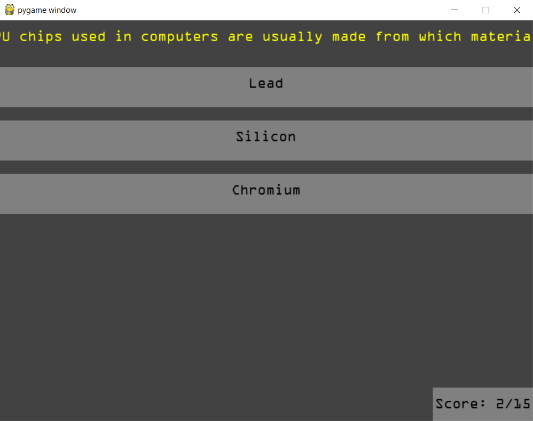 pygame window
U chips used in computers are usually made from which materia
Lead
Silicon
Chromium
Score: 2/15